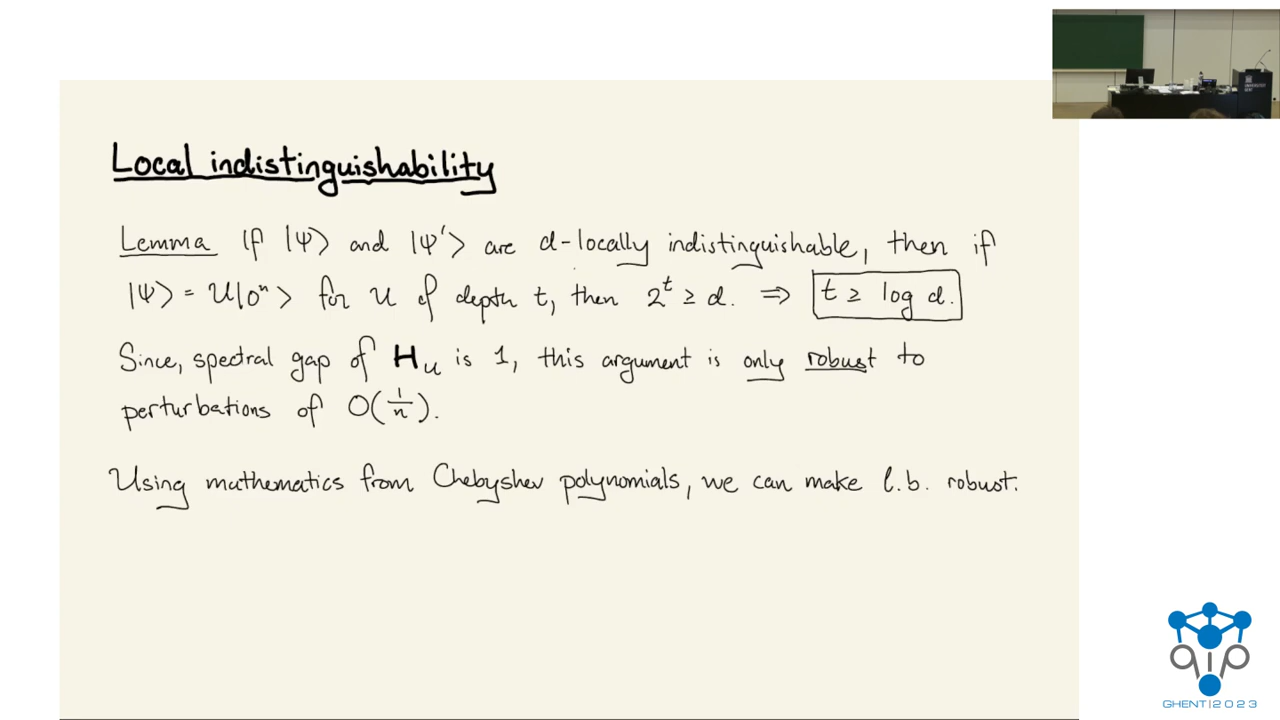 Local indistinguishability
Lemma If |Ψ⟩ and |Ψ'⟩ are d-locally indistinguishable, then if
|Ψ⟩ = U|0ⁿ⟩ for U of depth t, then 2ᵗ ≥ d. ⇒ t ≥ log d.
Since, spectral gap of H_U is 1, this argument is only robust to
perturbations of O(1/n).
Using mathematics from Chebyshev polynomials, we can make l.b. robust.
qip
GHENT|2023